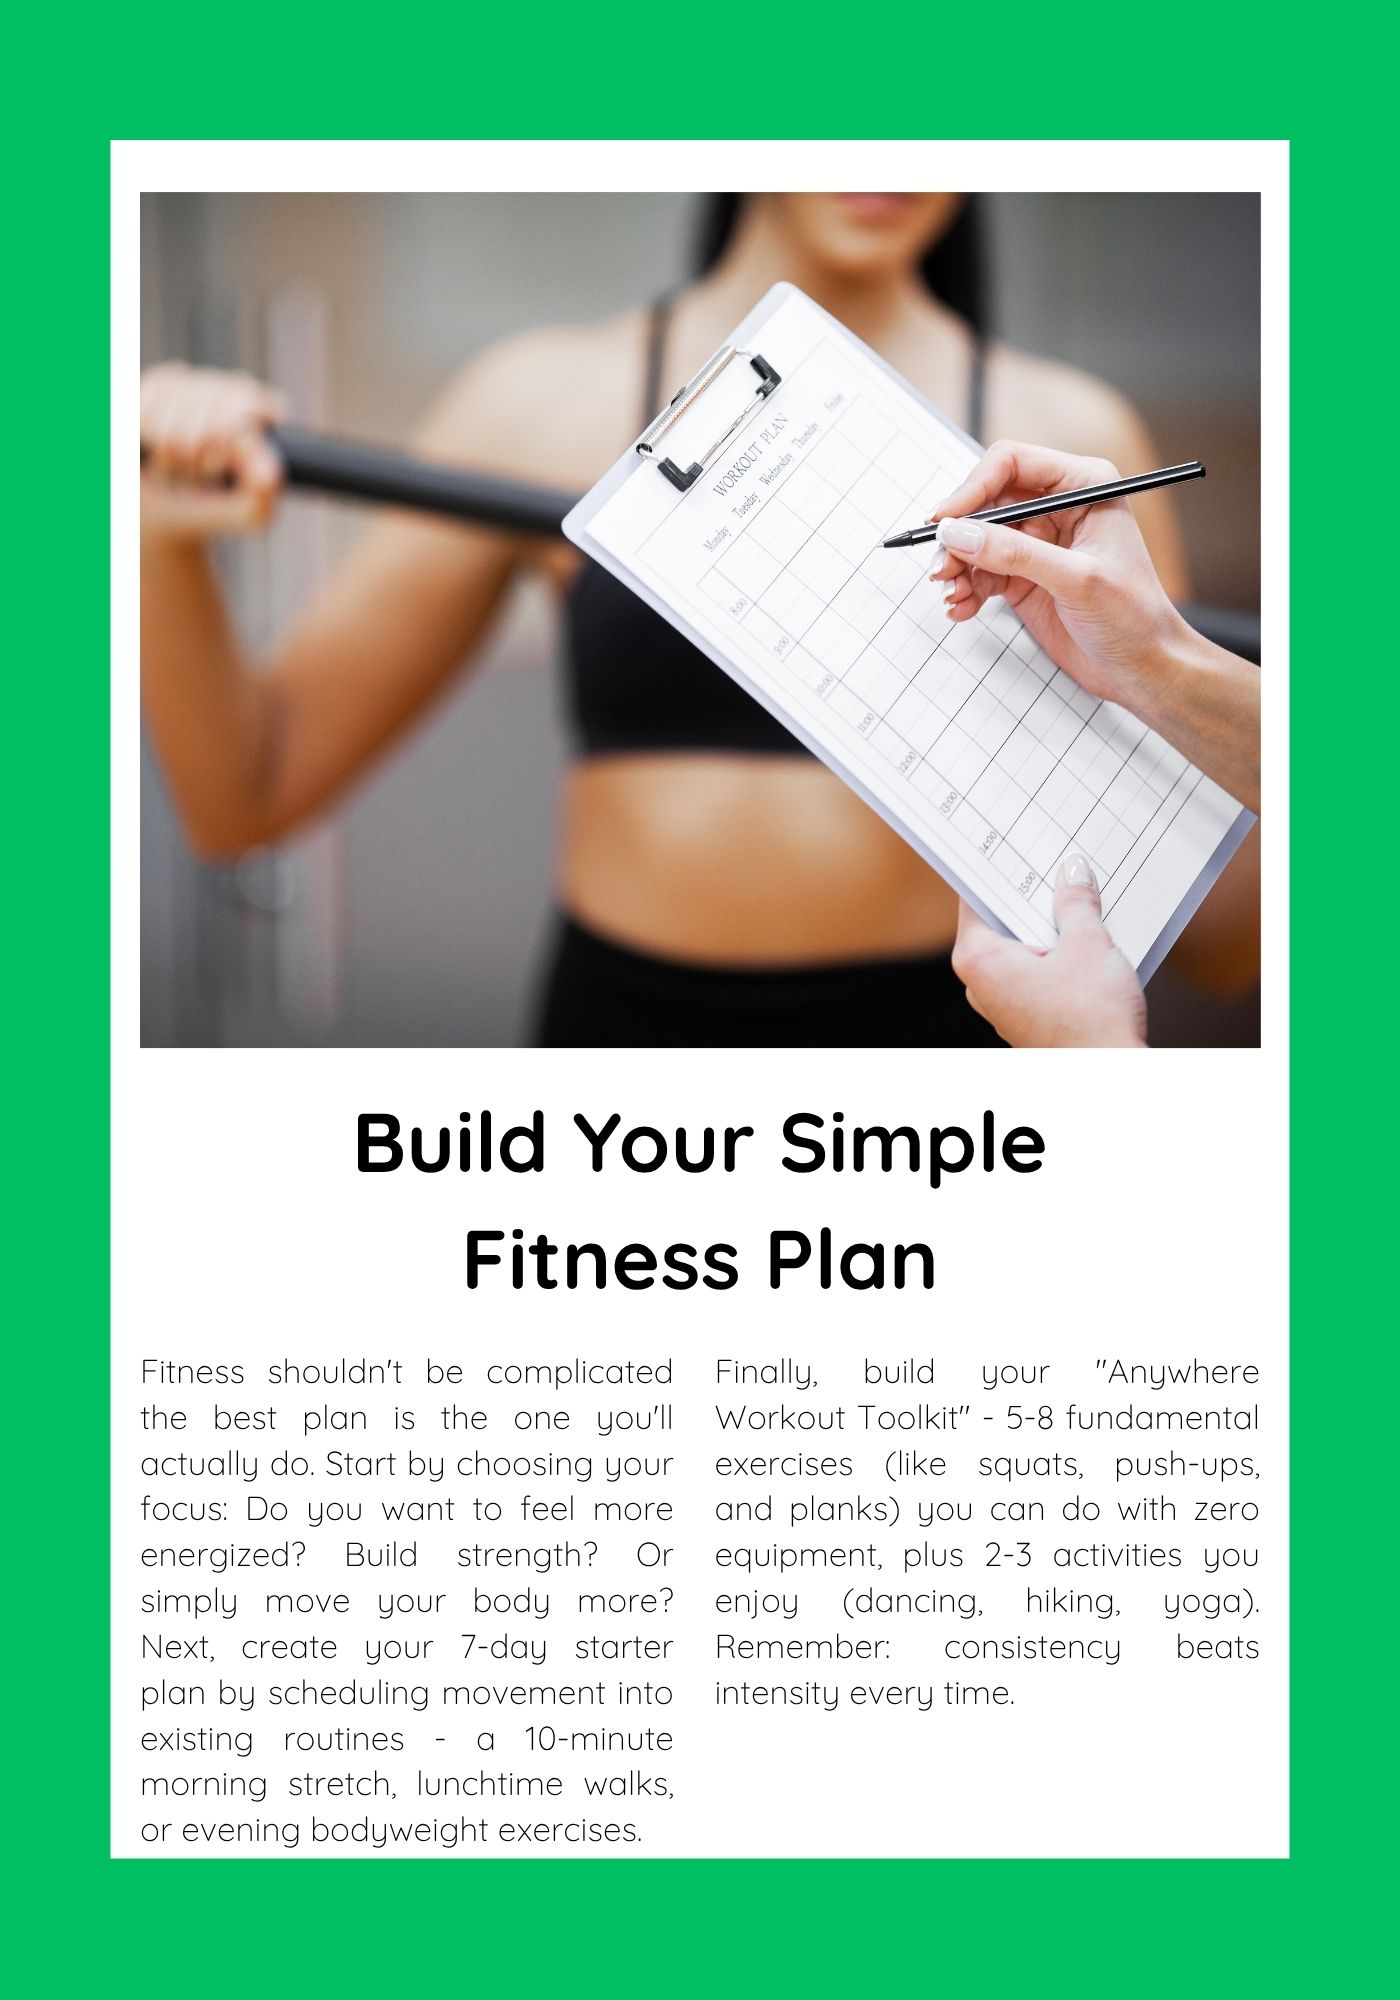 WORKOUT PLAN
Monday Tuesday Wednesday Thursday Friday
8:00
9:00
10:00
11:00
12:00
13:00
14:00
15:00
Build Your Simple
Fitness Plan
Fitness shouldn't be complicated
the best plan is the one you'll
actually do. Start by choosing your
focus: Do you want to feel more
energized? Build strength? Or
simply move your body more?
Next, create your 7-day starter
plan by scheduling movement into
existing routines - a 10-minute
morning stretch, lunchtime walks,
or evening bodyweight exercises.
Finally, build your "Anywhere
Workout Toolkit" - 5-8 fundamental
exercises (like squats, push-ups,
and planks) you can do with zero
equipment, plus 2-3 activities you
enjoy (dancing, hiking, yoga).
Remember: consistency beats
intensity every time.